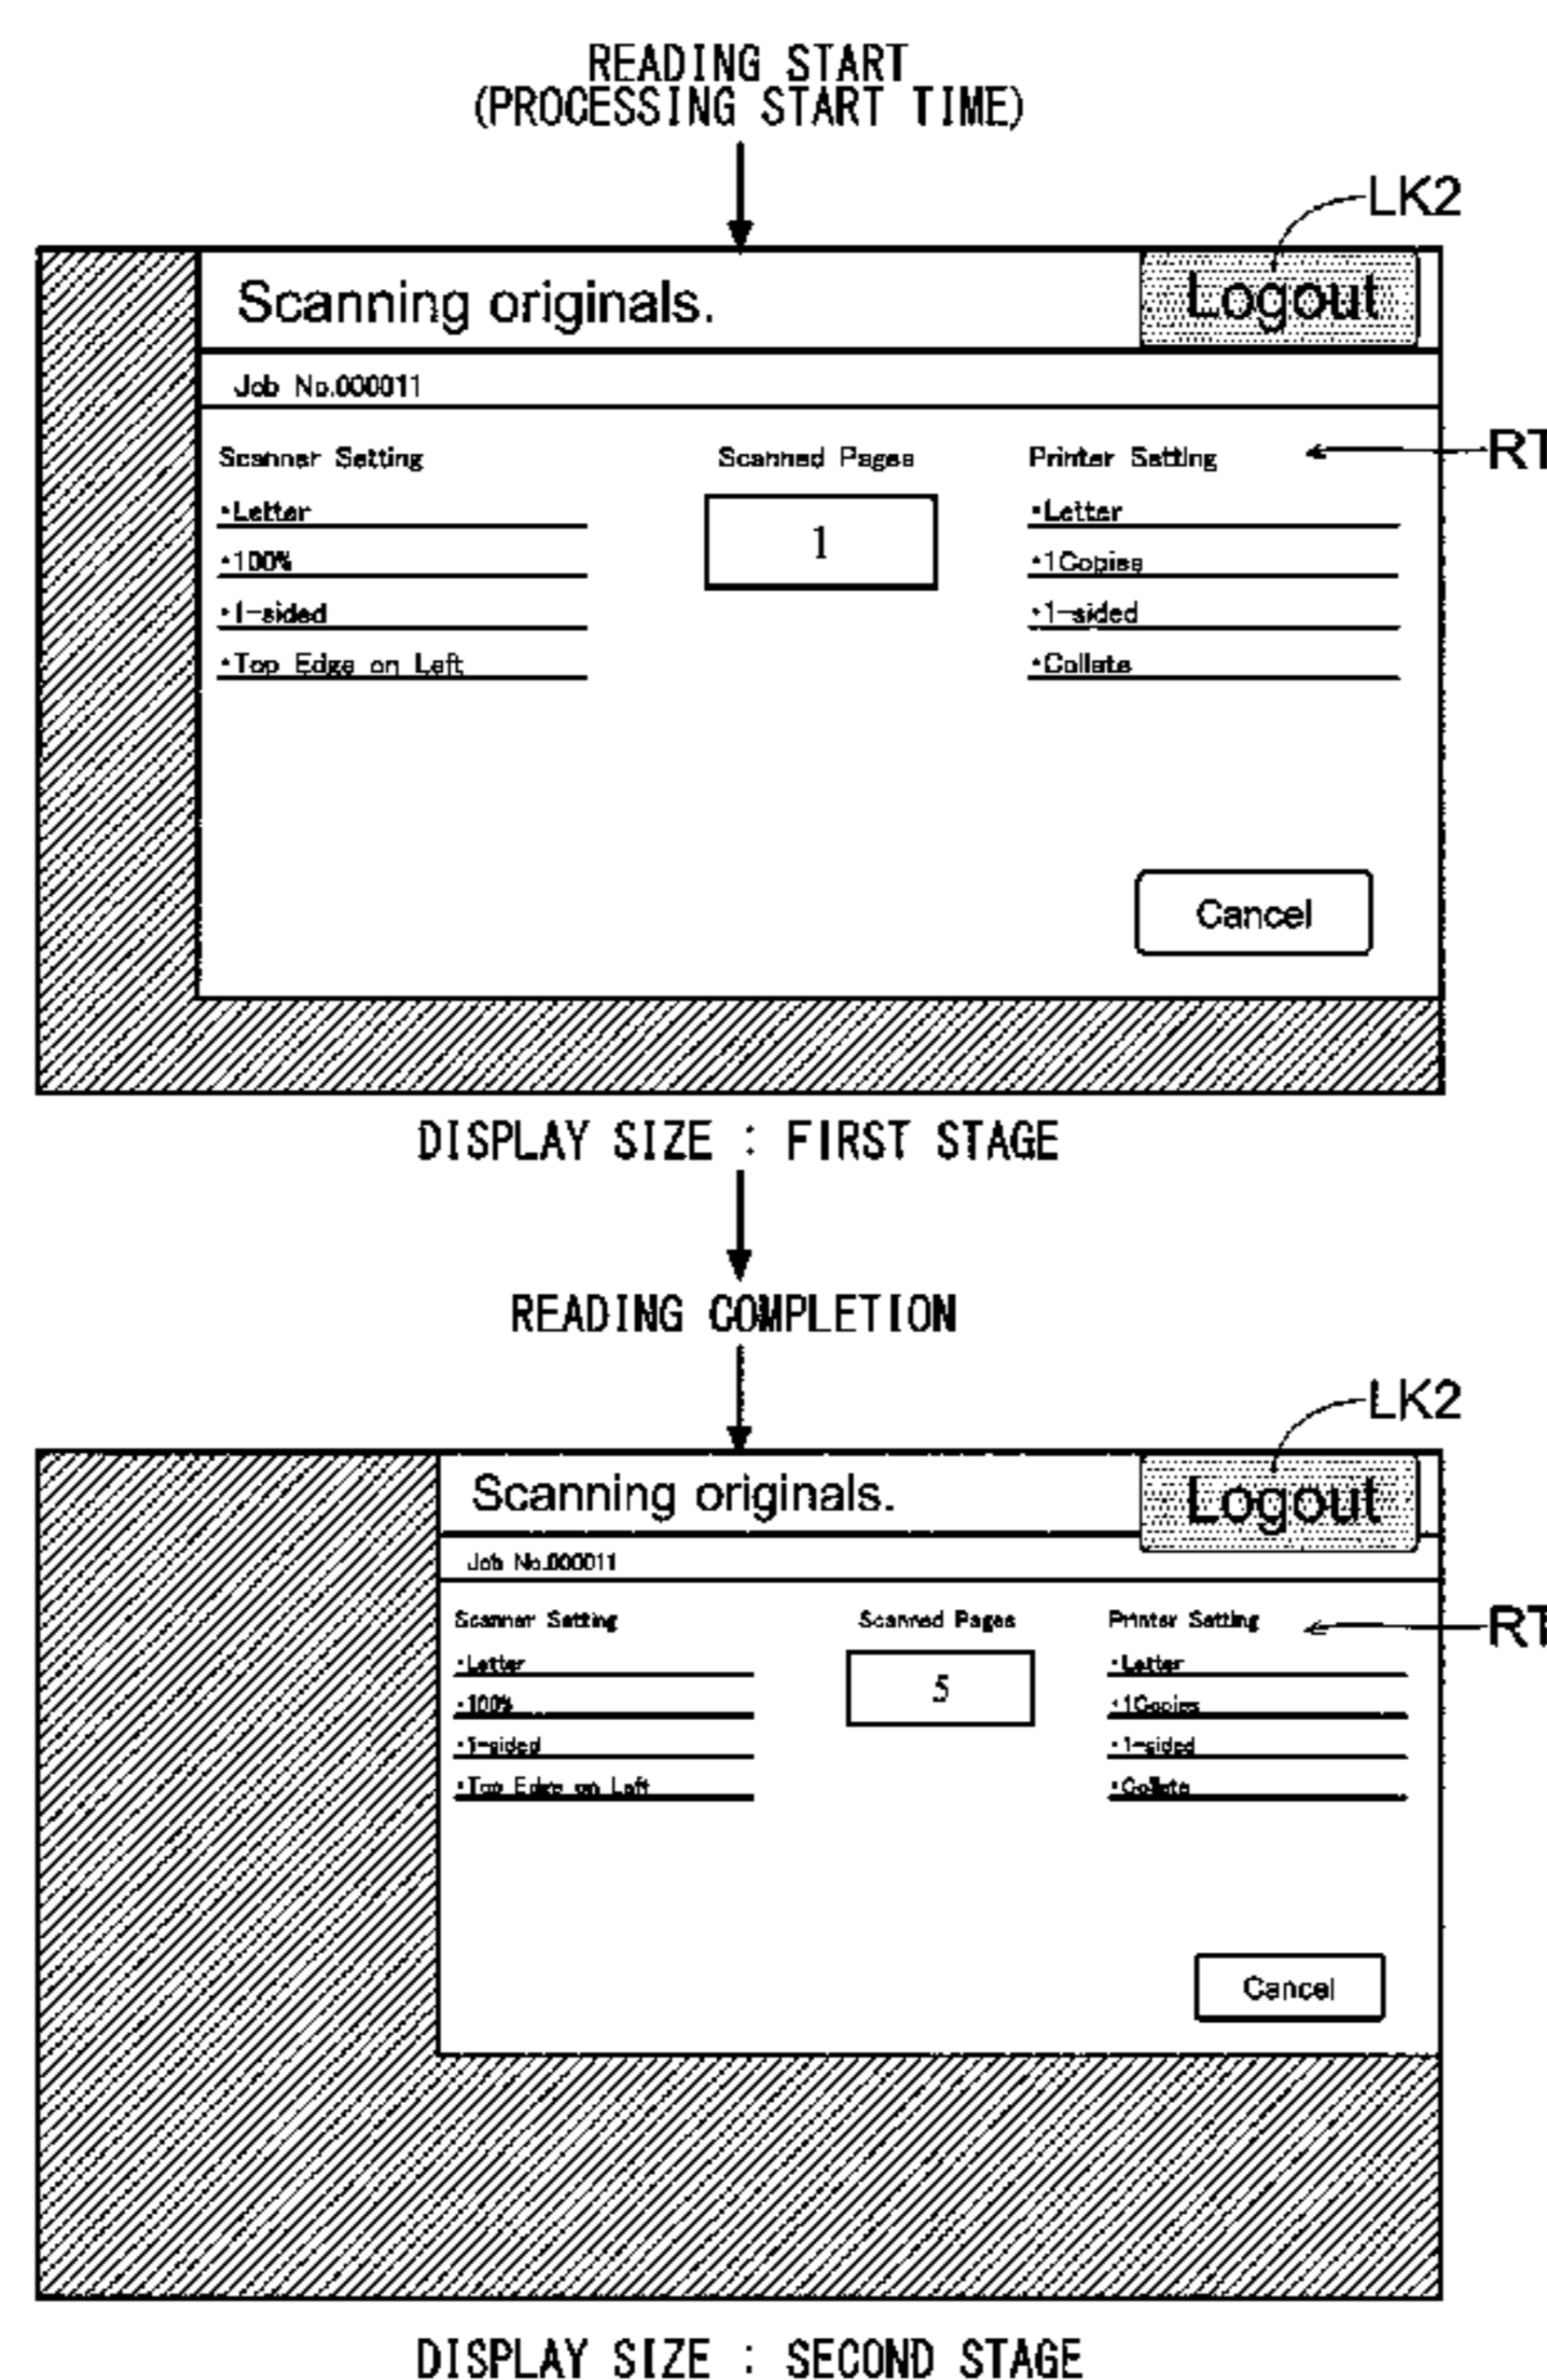 READING START
(PROCESSING START TIME)
LK2
Scanning originals.
Logout
Job No.000011
Scanner Setting
Scanned Pages
Printer Setting
RT
・Letter
1
・Letter
・100%
・1Copies
・1-sided
・1-sided
・Top Edge on Left
・Collate
Cancel
DISPLAY SIZE : FIRST STAGE
READING COMPLETION
LK2
Scanning originals.
Logout
Job No.000011
Scanner Setting
Scanned Pages
Printer Setting
RT
・Letter
5
・Letter
・100%
・1Copies
・1-sided
・1-sided
・Top Edge on Left
・Collate
Cancel
DISPLAY SIZE : SECOND STAGE